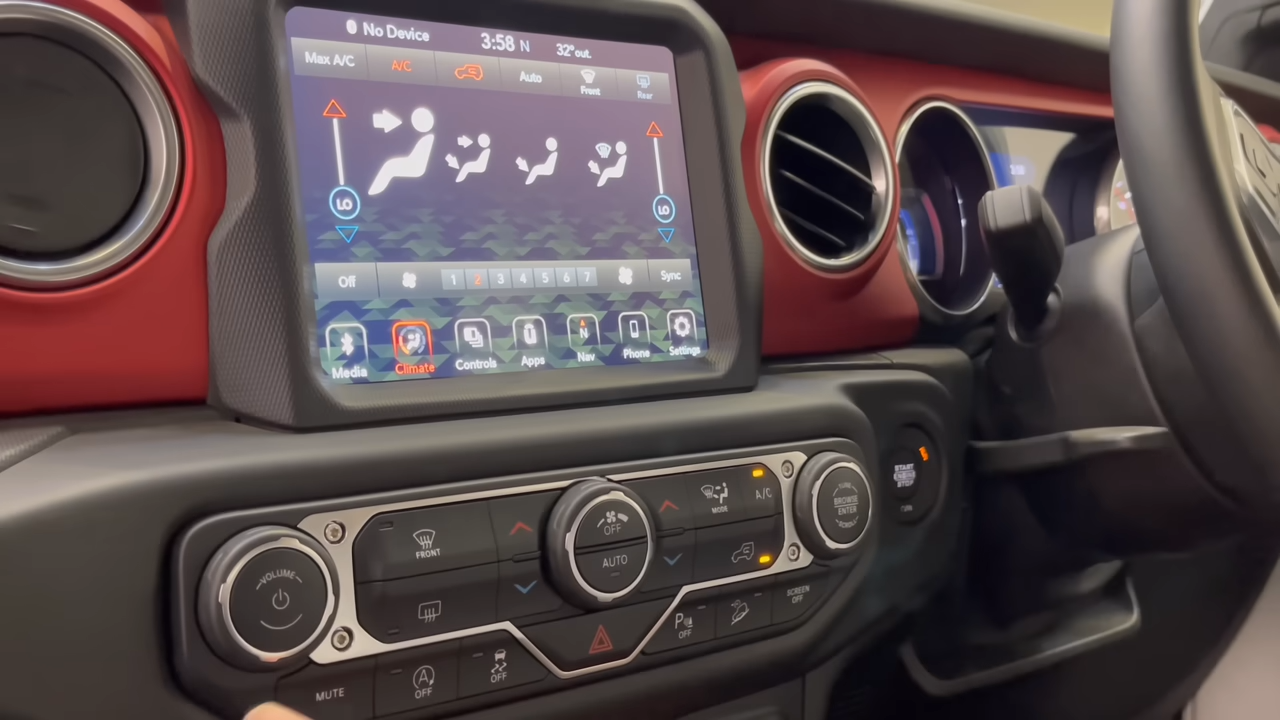 No Device
3:58 N
32° out.
Max A/C
A/C
Auto
Front
Rear
LO
LO
Off
1 2 3 4 5 6 7
Sync
Media
Climate
Controls
Apps
N
Nav
Phone
Settings
START
STOP
VOLUME
FRONT
OFF
AUTO
MODE
A/C
TUNE
BROWSE
ENTER
SCROLL
MUTE
A
OFF
OFF
P
OFF
SCREEN
OFF